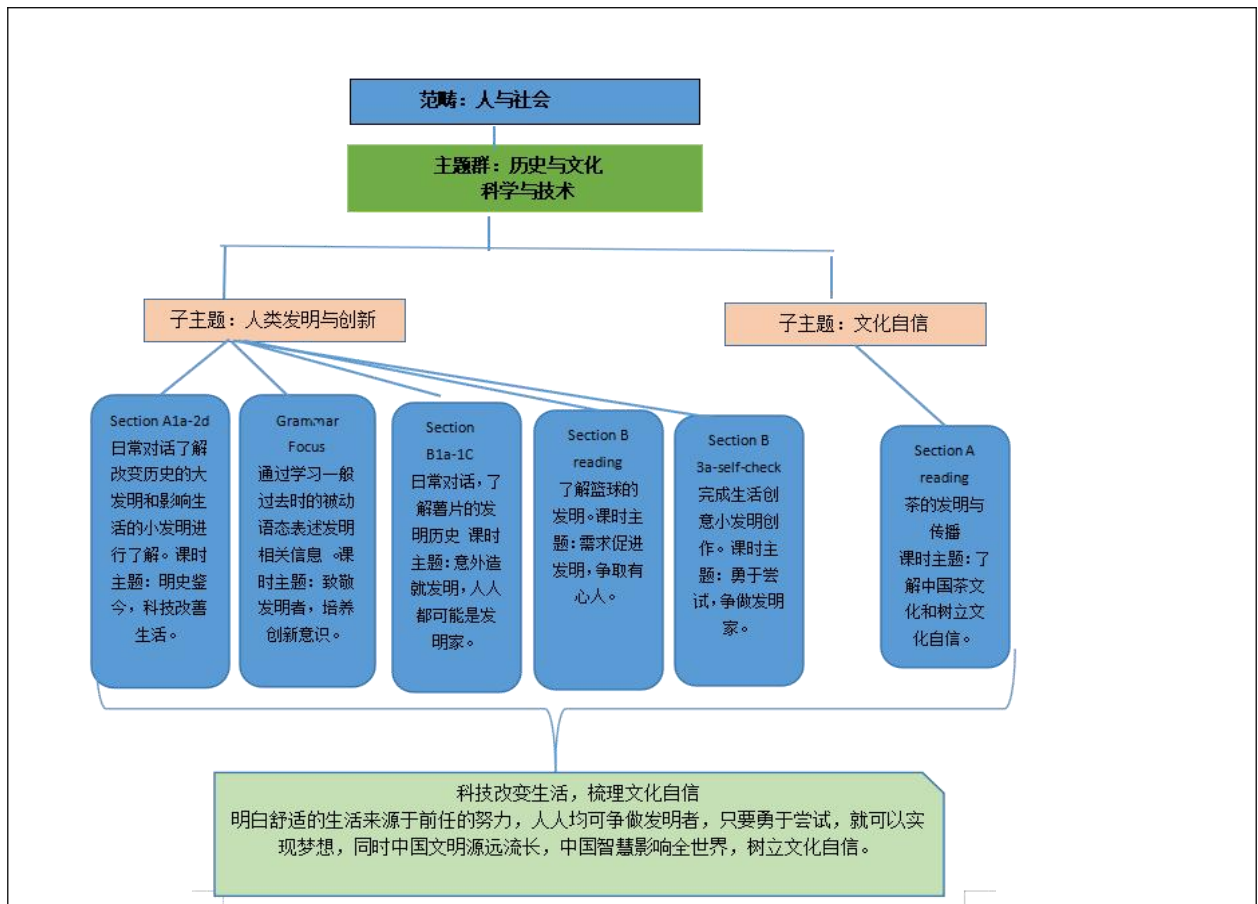 范畴：人与社会
主题群：历史与文化
科学与技术
子主题：人类发明与创新
子主题：文化自信
Section A1a-2d
日常对话了解
改变历史的大
发明和影响生
活的小发明进
行了解。课时
主题：明史鉴
今，科技改善
生活。
Grammar
Focus
通过学习一般
过去时的被动
语态表述发明
相关信息 。课
时主题：致敬
发明者，培养
创新意识。
Section
B1a-1C
日常对话，了
解薯片的发
明历史 课时
主题：意外造
就发明，人人
都可能是发
明家。
Section B
reading
了解篮球的
发明。课时主
题：需求促进
发明，争取有
心人。
Section B
3a-self-check
完成生活创
意小发明创
作。课时主
题：勇于尝
试，争做发明
家。
Section A
reading
茶的发明与
传播
课时主题：了
解中国茶文
化和树立文
化自信。
科技改变生活，梳理文化自信
明白舒适的生活来源于前任的努力，人人均可争做发明者，只要勇于尝试，就可以实
现梦想，同时中国文明源远流长，中国智慧影响全世界，树立文化自信。